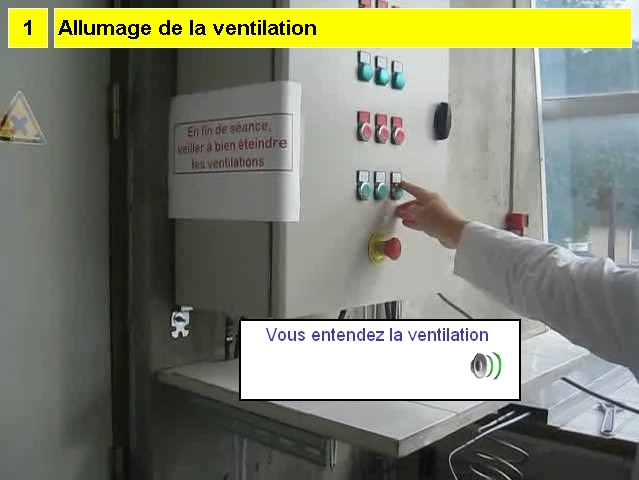 1 Allumage de la ventilation
En fin de séance,
veiller à bien éteindre
les ventilations
Vous entendez la ventilation